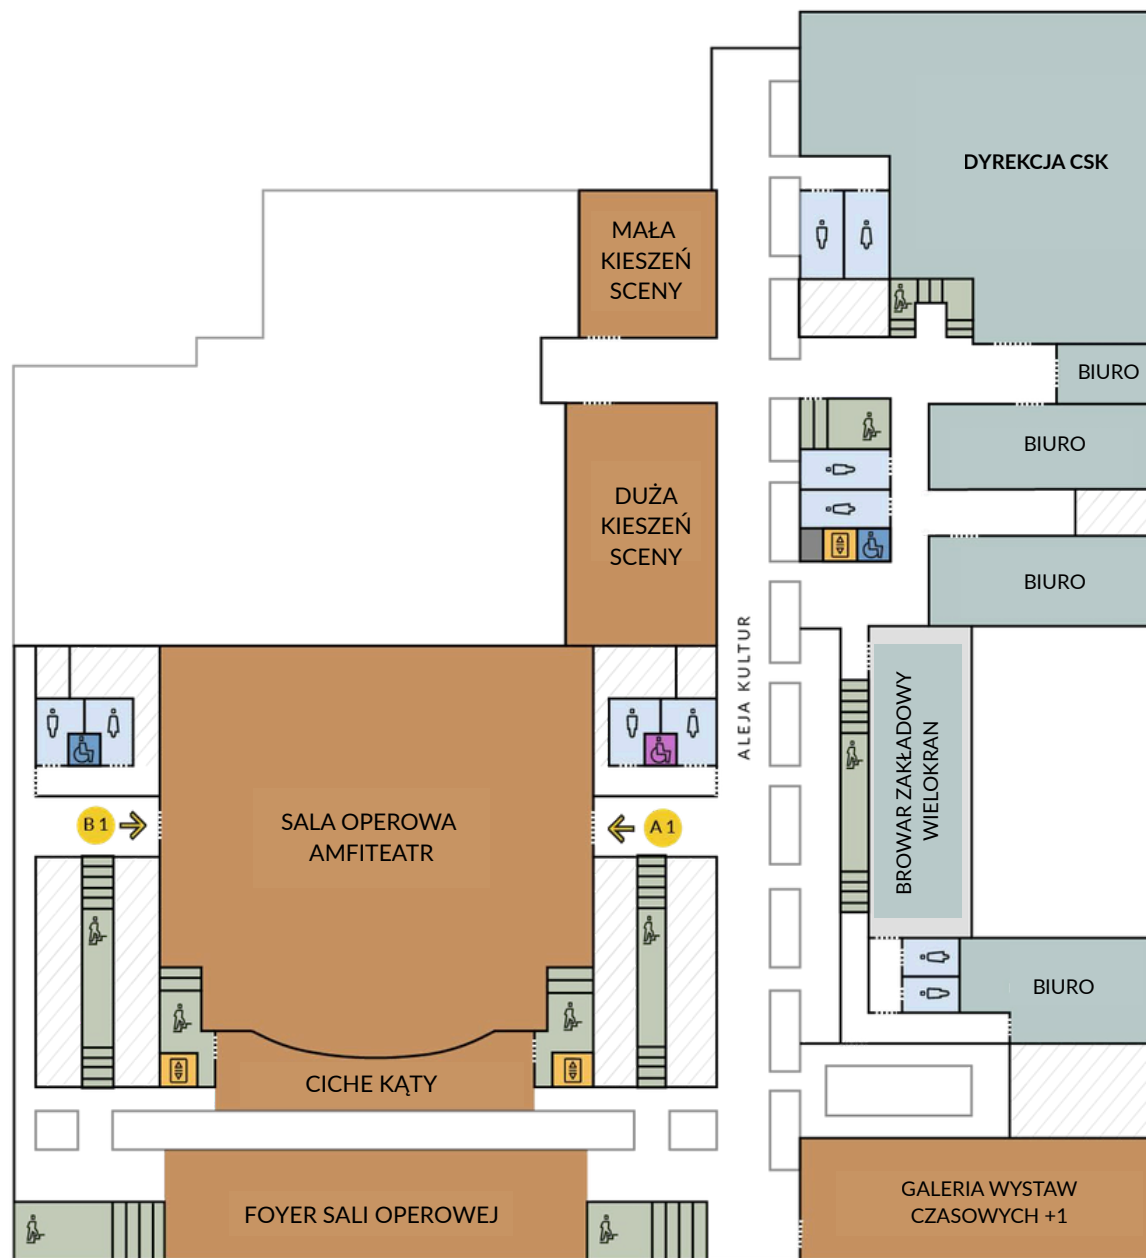 DYREKCJA CSK
MAŁA
KIESZEŃ
SCENY
BIURO
BIURO
DUŻA
KIESZEŃ
SCENY
BIURO
ALEJA KULTUR
BROWAR ZAKŁADOWY
WIELOKRAN
B 1
SALA OPEROWA
AMFITEATR
A 1
BIURO
CICHE KĄTY
FOYER SALI OPEROWEJ
GALERIA WYSTAW
CZASOWYCH +1